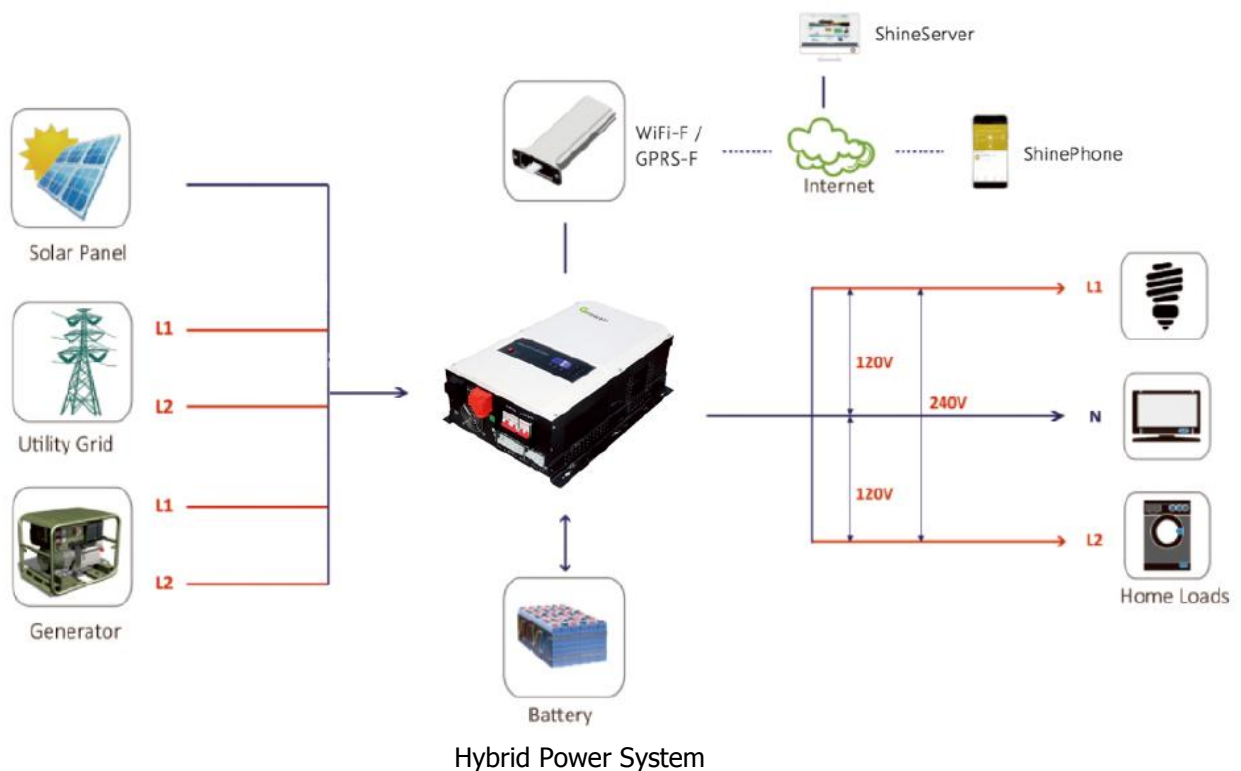 ShineServer
WiFi-F /
GPRS-F
Internet
ShinePhone
Solar Panel
L1
L2
Utility Grid
L1
L2
Generator
L1
120V
240V
N
120V
L2
Home Loads
Battery
Hybrid Power System